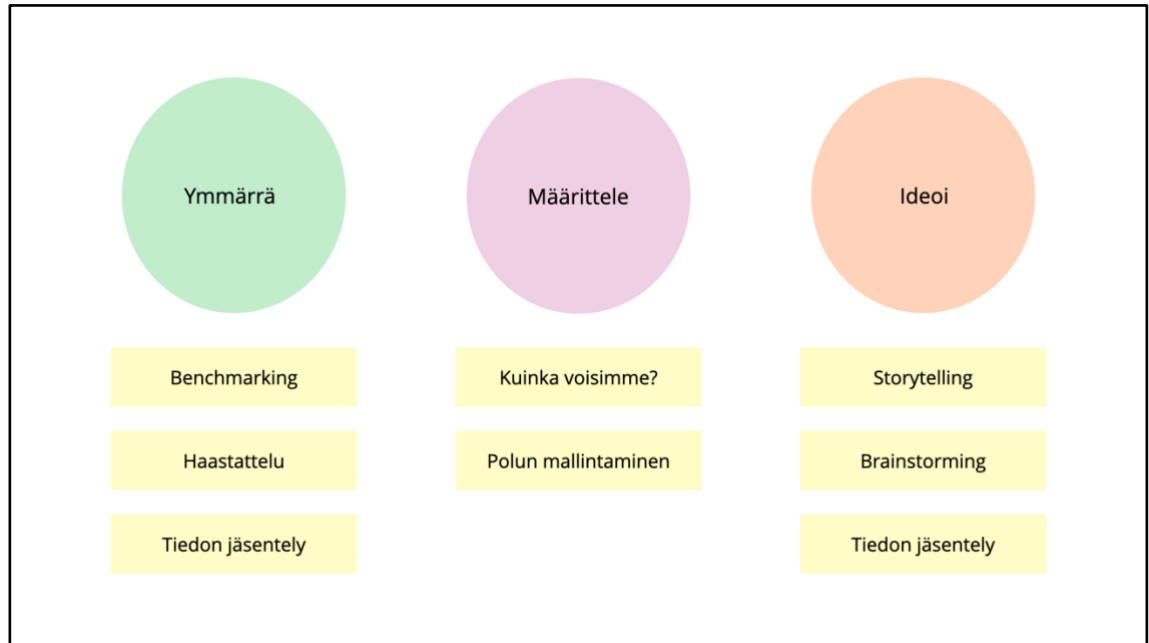 Ymmärrä
Määrittele
Ideoi
Benchmarking
Kuinka voisimme?
Storytelling
Haastattelu
Polun mallintaminen
Brainstorming
Tiedon jäsentely
Tiedon jäsentely